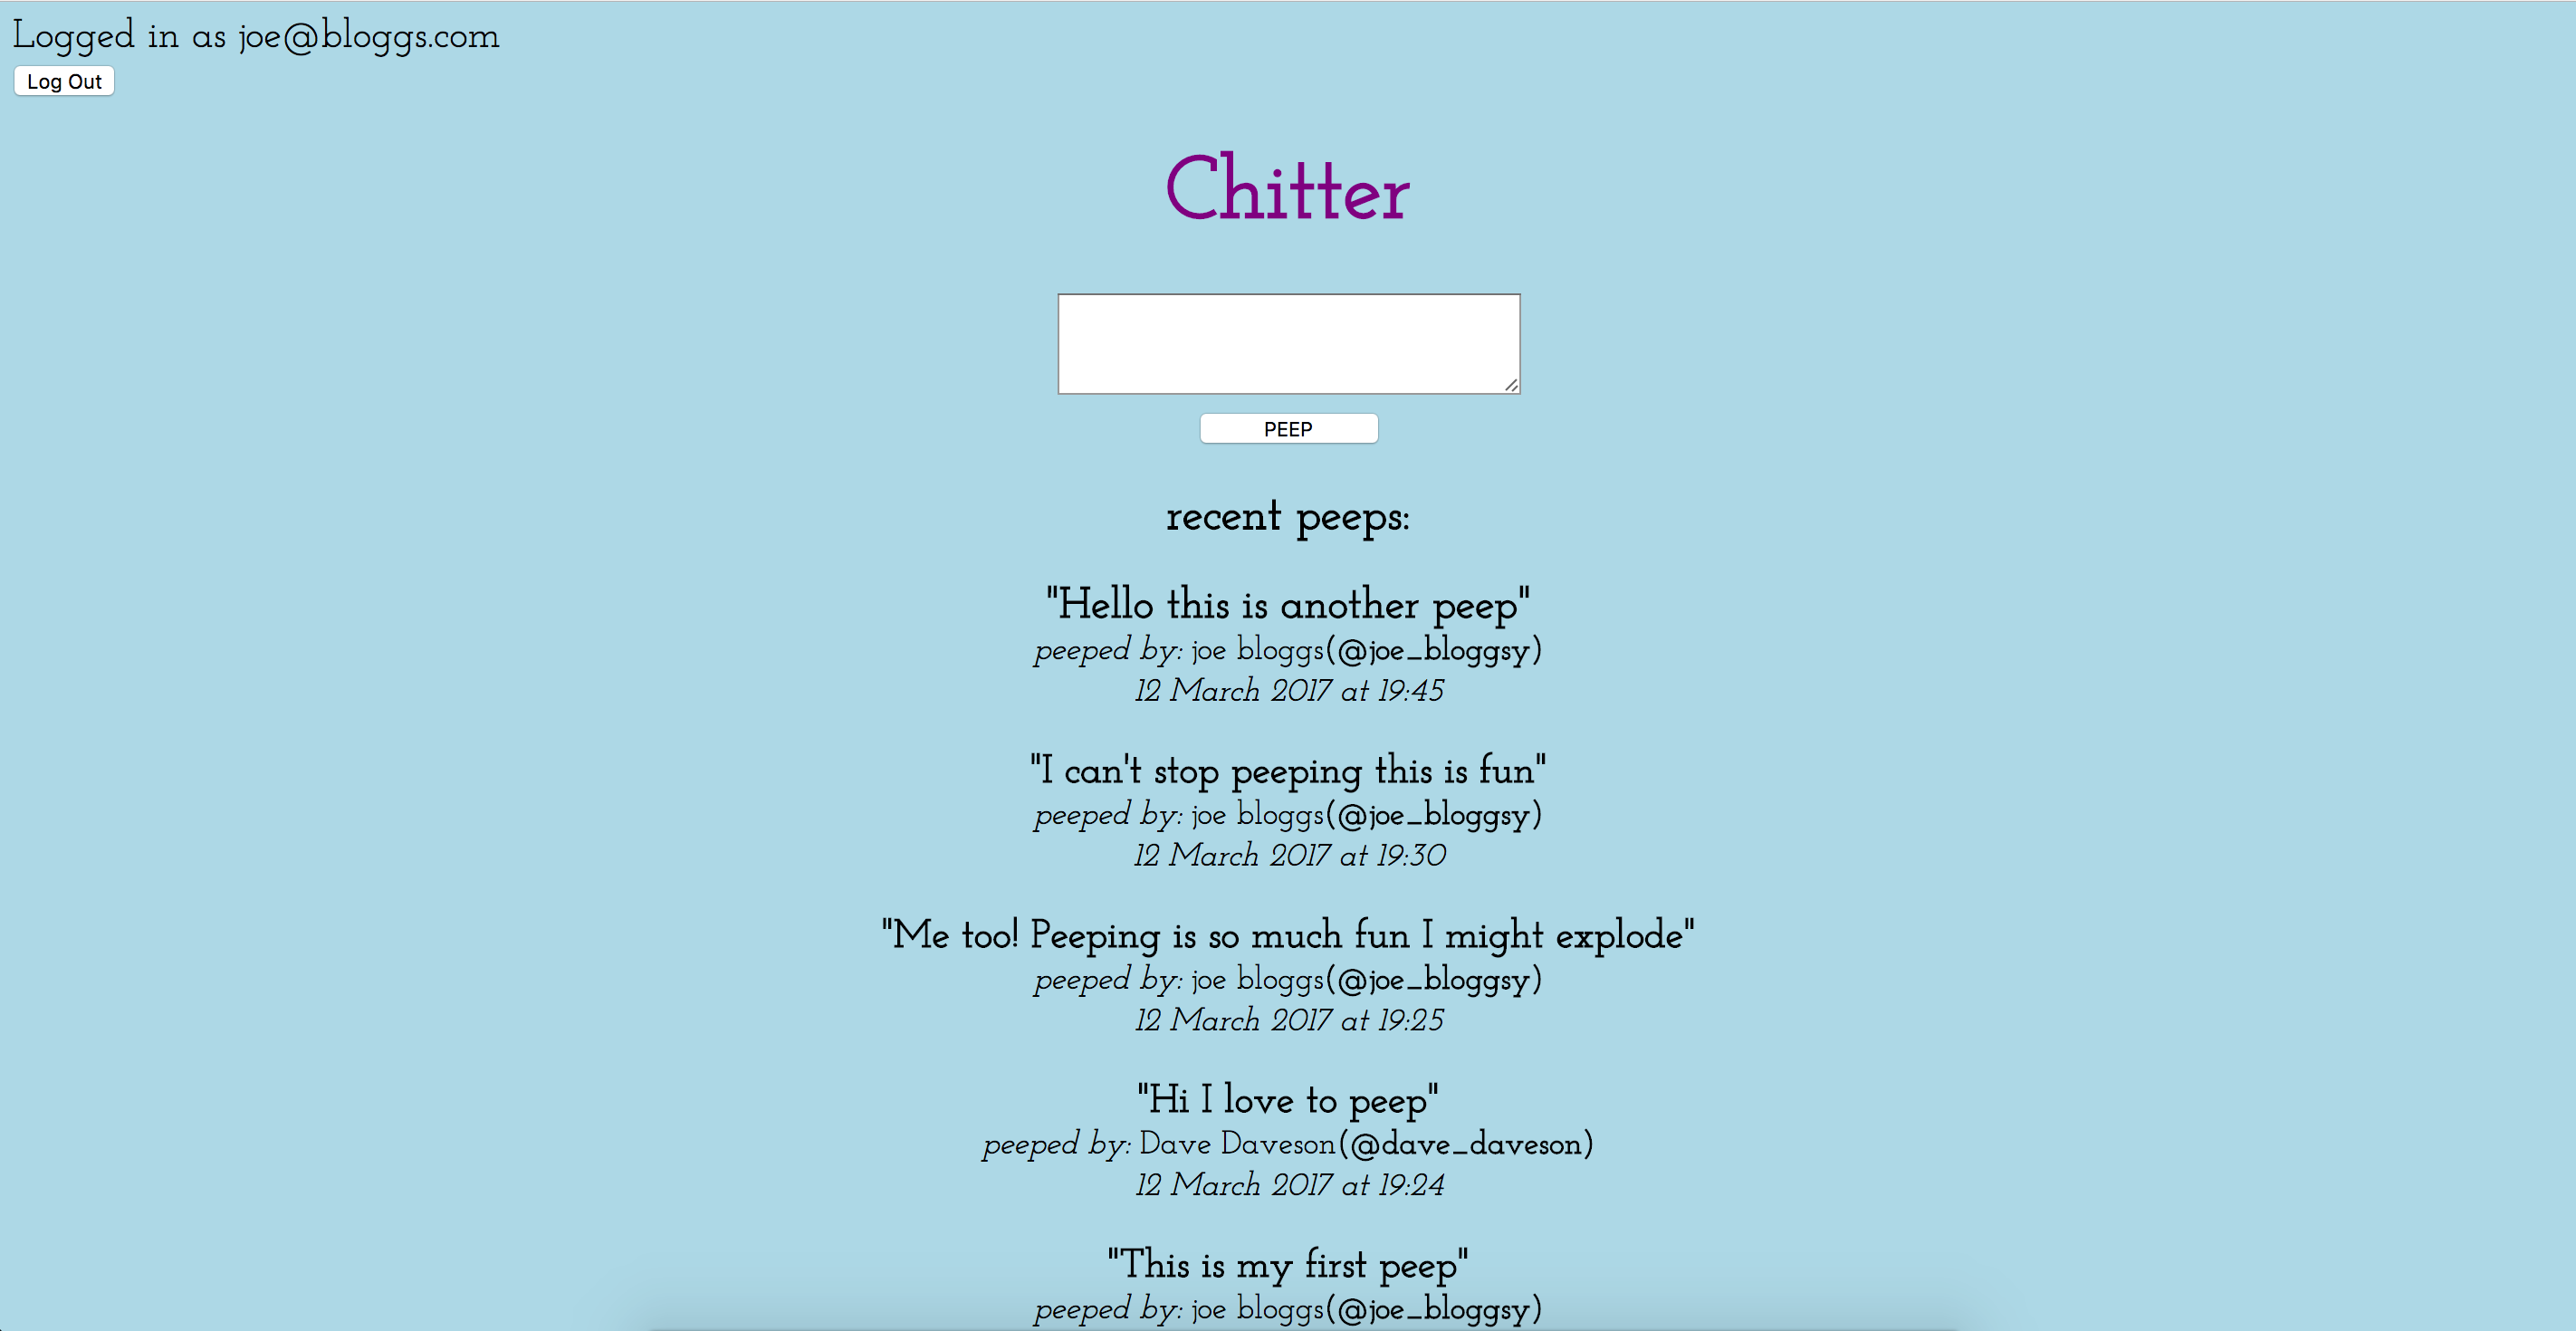 Logged in as joe@bloggs.com
Log Out
Chitter
PEEP
recent peeps:
"Hello this is another peep"
peeped by: joe bloggs(@joe_bloggsy)
12 March 2017 at 19:45
"I can't stop peeping this is fun"
peeped by: joe bloggs(@joe_bloggsy)
12 March 2017 at 19:30
"Me too! Peeping is so much fun I might explode"
peeped by: joe bloggs(@joe_bloggsy)
12 March 2017 at 19:25
"Hi I love to peep"
peeped by: Dave Daveson(@dave_daveson)
12 March 2017 at 19:24
"This is my first peep"
peeped by: joe bloggs(@joe_bloggsy)